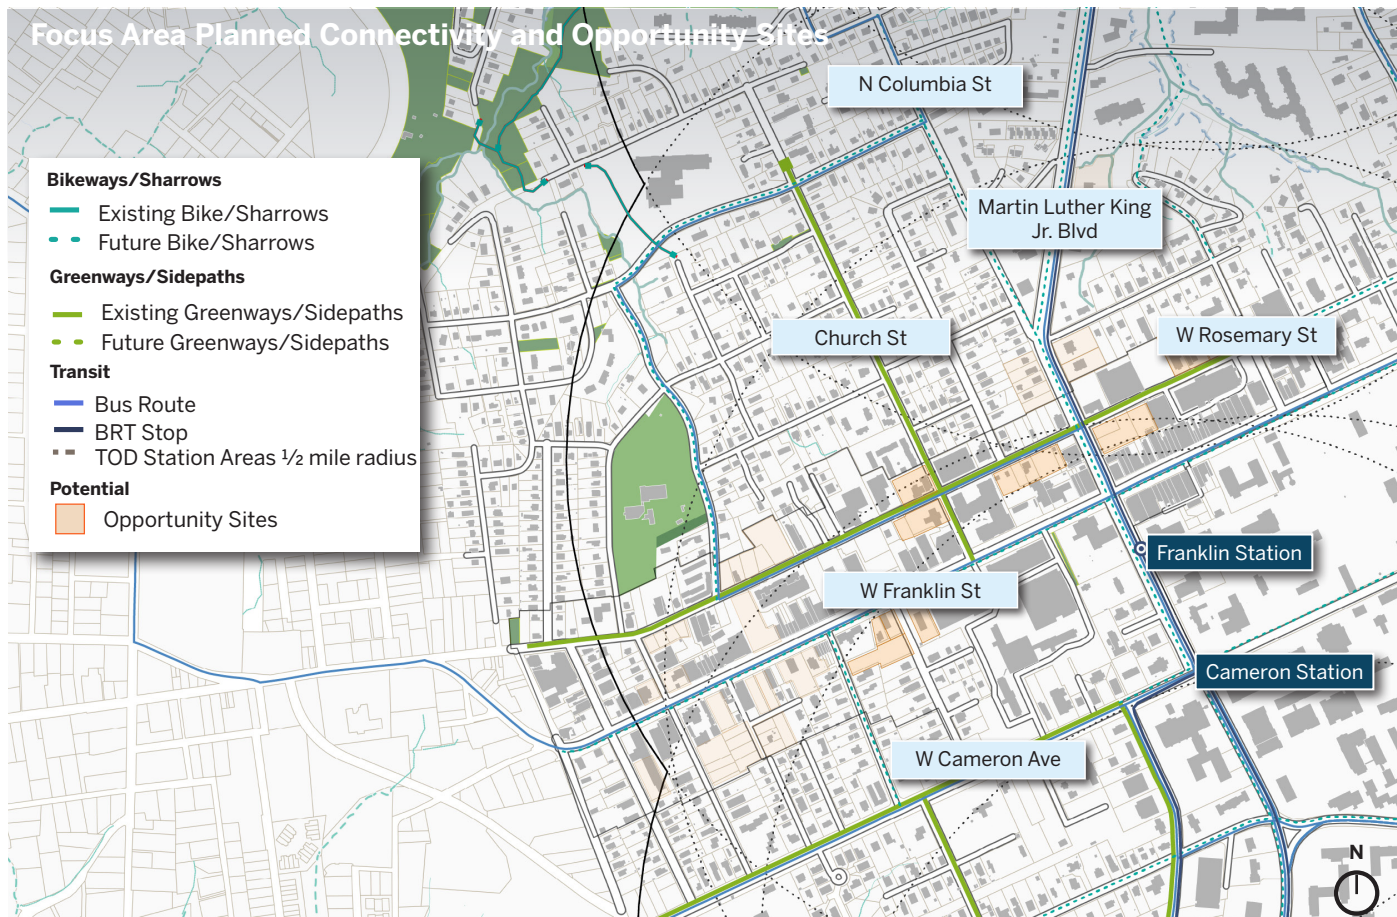 Focus Area Planned Connectivity and Opportunity Sites
N Columbia St
Bikeways/Sharrows
Existing Bike/Sharrows
Future Bike/Sharrows
Greenways/Sidepaths
Existing Greenways/Sidepaths
Future Greenways/Sidepaths
Transit
Bus Route
BRT Stop
TOD Station Areas ½ mile radius
Potential
Opportunity Sites
Martin Luther King
Jr. Blvd
Church St
W Rosemary St
Franklin Station
W Franklin St
Cameron Station
W Cameron Ave
N